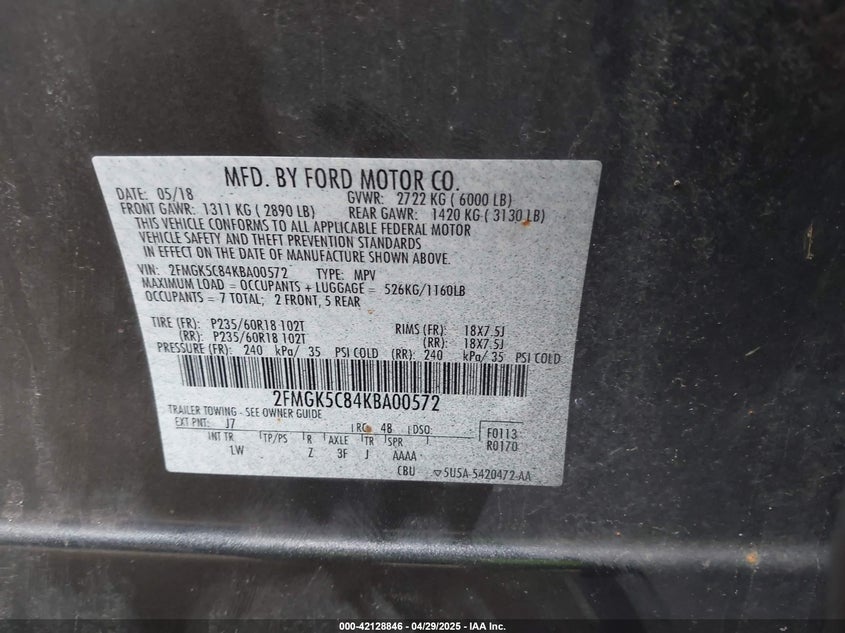 MFD. BY FORD MOTOR CO.
DATE: 05/18 GVWR: 2722 KG ( 6000 LB)
FRONT GAWR: 1311 KG ( 2890 LB) REAR GAWR: 1420 KG ( 3130 LB)
THIS VEHICLE CONFORMS TO ALL APPLICABLE FEDERAL MOTOR
VEHICLE SAFETY AND THEFT PREVENTION STANDARDS
IN EFFECT ON THE DATE OF MANUFACTURE SHOWN ABOVE.
VIN: 2FMGK5C84KBA00572 TYPE: MPV
MAXIMUM LOAD = OCCUPANTS + LUGGAGE = 526KG/1160LB
OCCUPANTS = 7 TOTAL; 2 FRONT, 5 REAR
TIRE (FR): P235/60R18 102T RIMS (FR): 18X7.5J
(RR): P235/60R18 102T (RR): 18X7.5J
PRESSURE (FR): 240 kPa/ 35 PSI COLD (RR): 240 kPa/ 35 PSI COLD
2FMGK5C84KBA00572
TRAILER TOWING - SEE OWNER GUIDE
EXT PNT: J7 RC: 48 DSO: F0113
INT TR TP/PS R AXLE TR SPR R0170
LW Z 3F J AAAA
CBU 5U5A-5420472-AA
000-42128846 - 04/29/2025 - IAA Inc.